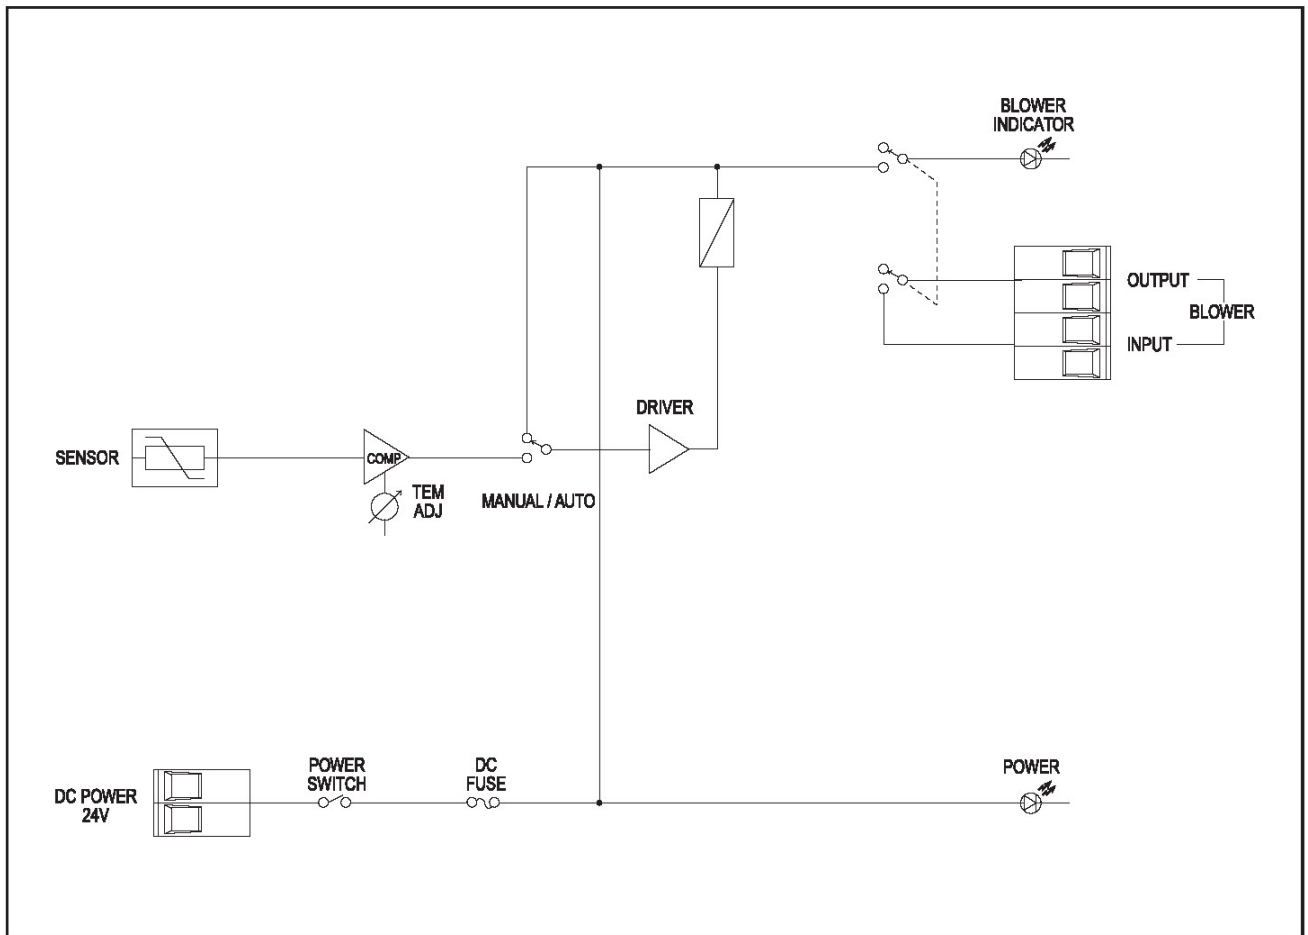 BLOWER
INDICATOR
OUTPUT
BLOWER
INPUT
DRIVER
SENSOR
COMP
TEM
ADJ
MANUAL / AUTO
POWER
SWITCH
DC
FUSE
POWER
DC POWER
24V